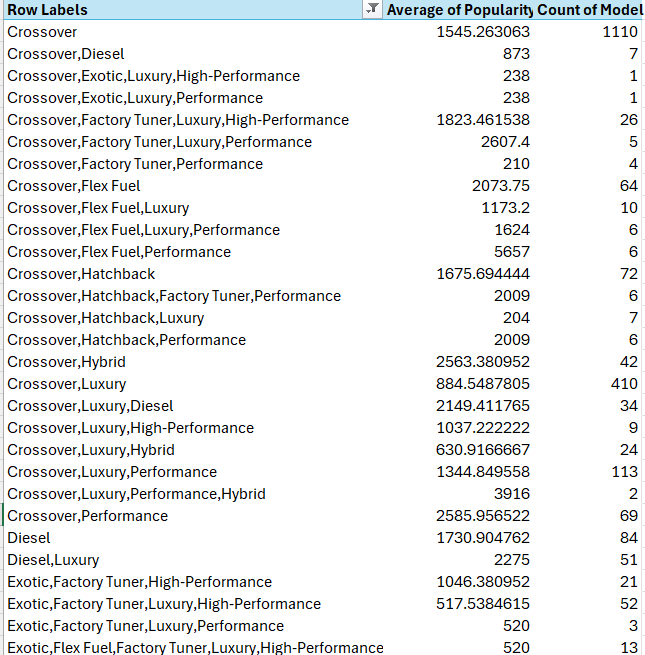 Row Labels Average of Popularity Count of Model
Crossover 1545.263063 1110
Crossover,Diesel 873 7
Crossover,Exotic,Luxury,High-Performance 238 1
Crossover,Exotic,Luxury,Performance 238 1
Crossover,Factory Tuner,Luxury,High-Performance 1823.461538 26
Crossover,Factory Tuner,Luxury,Performance 2607.4 5
Crossover,Factory Tuner,Performance 210 4
Crossover,Flex Fuel 2073.75 64
Crossover,Flex Fuel,Luxury 1173.2 10
Crossover,Flex Fuel,Luxury,Performance 1624 6
Crossover,Flex Fuel,Performance 5657 6
Crossover,Hatchback 1675.694444 72
Crossover,Hatchback,Factory Tuner,Performance 2009 6
Crossover,Hatchback,Luxury 204 7
Crossover,Hatchback,Performance 2009 6
Crossover,Hybrid 2563.380952 42
Crossover,Luxury 884.5487805 410
Crossover,Luxury,Diesel 2149.411765 34
Crossover,Luxury,High-Performance 1037.222222 9
Crossover,Luxury,Hybrid 630.9166667 24
Crossover,Luxury,Performance 1344.849558 113
Crossover,Luxury,Performance,Hybrid 3916 2
Crossover,Performance 2585.956522 69
Diesel 1730.904762 84
Diesel,Luxury 2275 51
Exotic,Factory Tuner,High-Performance 1046.380952 21
Exotic,Factory Tuner,Luxury,High-Performance 517.5384615 52
Exotic,Factory Tuner,Luxury,Performance 520 3
Exotic,Flex Fuel,Factory Tuner,Luxury,High-Performance 520 13